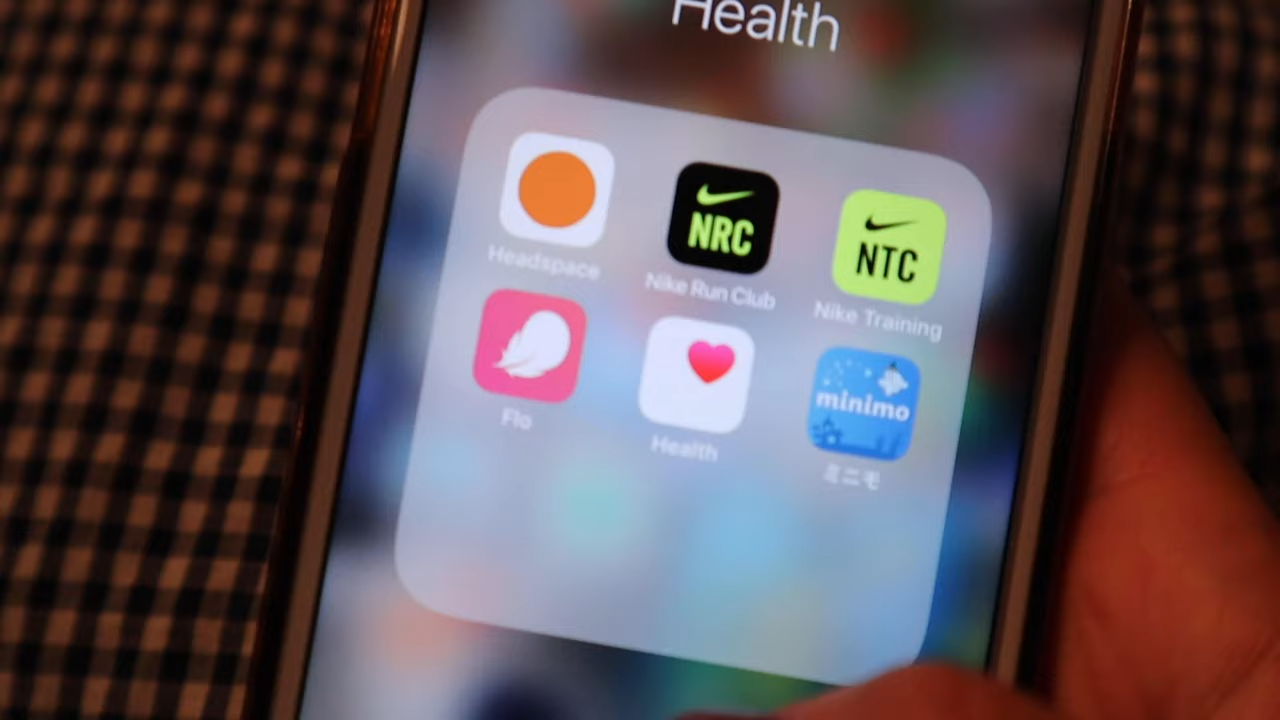 Health
NRC
NTC
Headspace
Nike Run Club
Nike Training
minimo
Flo
Health
ミニモ